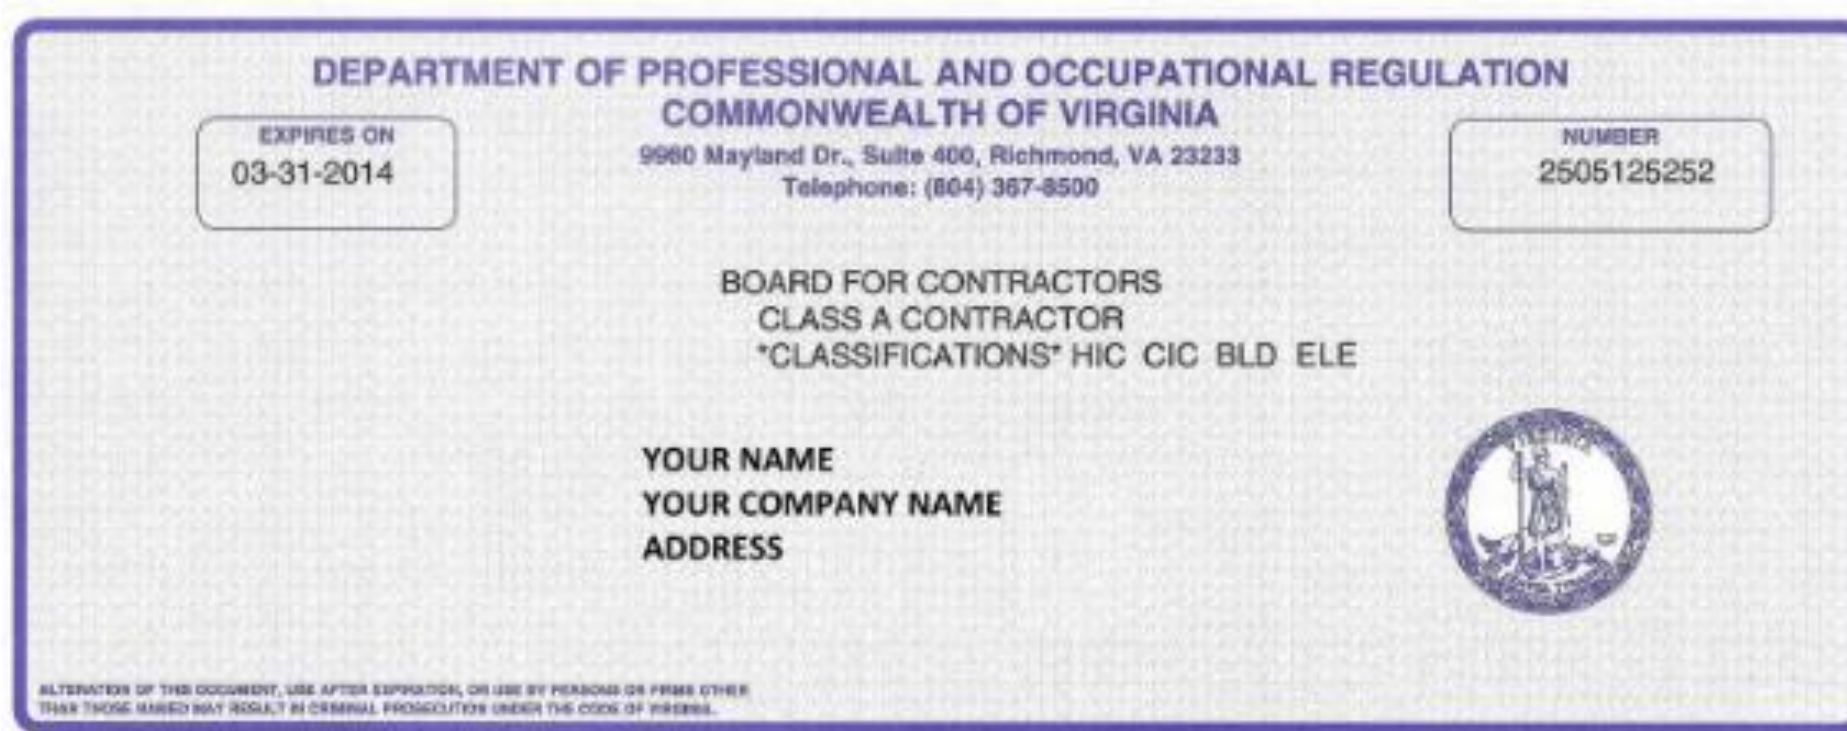 DEPARTMENT OF PROFESSIONAL AND OCCUPATIONAL REGULATION
COMMONWEALTH OF VIRGINIA
9960 Mayland Dr., Suite 400, Richmond, VA 23233
Telephone: (804) 367-8500
EXPIRES ON
03-31-2014
NUMBER
2505125252
BOARD FOR CONTRACTORS
CLASS A CONTRACTOR
*CLASSIFICATIONS* HIC CIC BLD ELE
YOUR NAME
YOUR COMPANY NAME
ADDRESS
VIRGINIA
ALTERATION OF THIS DOCUMENT, USE AFTER EXPIRATION, OR USE BY PERSONS OR FIRMS OTHER
THAN THOSE NAMED MAY RESULT IN CRIMINAL PROSECUTION UNDER THE CODE OF VIRGINIA.